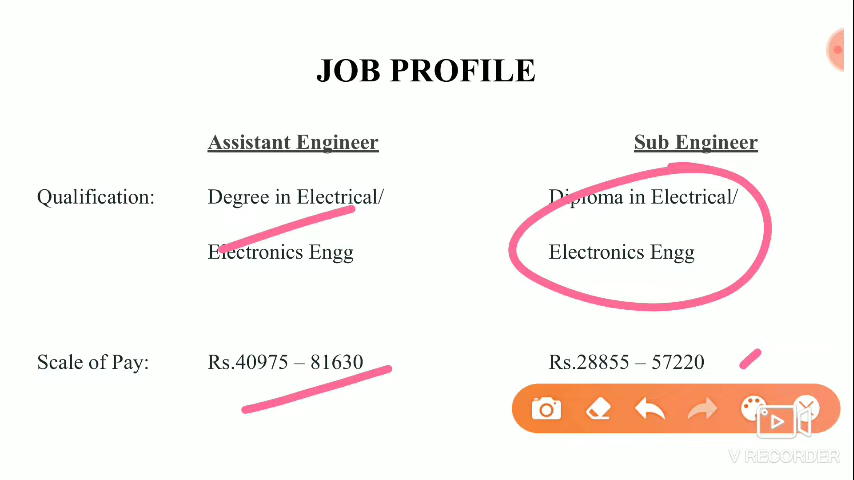 JOB PROFILE
Assistant Engineer Sub Engineer
Qualification: Degree in Electrical/ Diploma in Electrical/
Electronics Engg Electronics Engg
Scale of Pay: Rs.40975 – 81630 Rs.28855 – 57220
V RECORDER